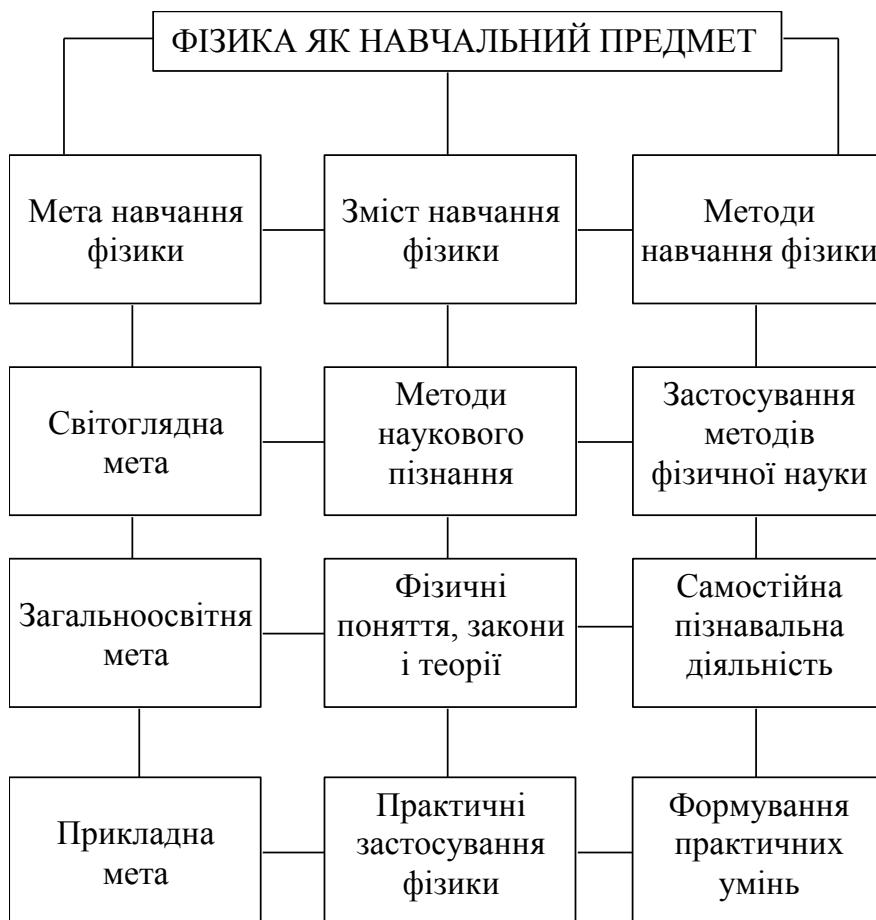 ФІЗИКА ЯК НАВЧАЛЬНИЙ ПРЕДМЕТ
Мета навчання
фізики
Зміст навчання
фізики
Методи
навчання фізики
Світоглядна
мета
Методи
наукового
пізнання
Застосування
методів
фізичної науки
Загальноосвітня
мета
Фізичні
поняття, закони
і теорії
Самостійна
пізнавальна
діяльність
Прикладна
мета
Практичні
застосування
фізики
Формування
практичних
умінь